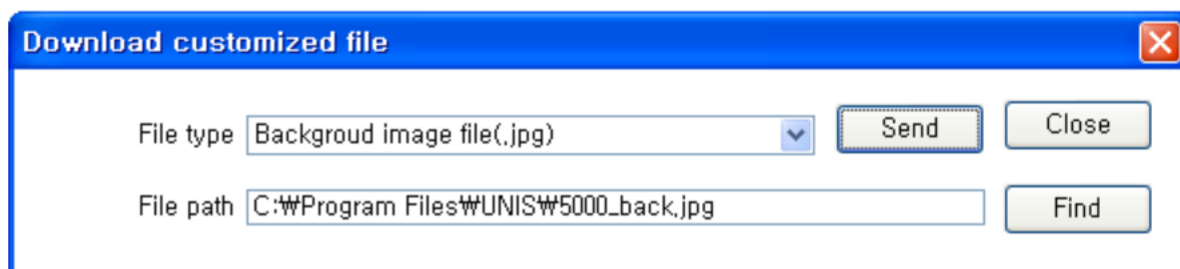 Download customized file
File type Backgroud image file(.jpg) Send Close
File path C:₩Program Files₩UNIS₩5000_back.jpg Find